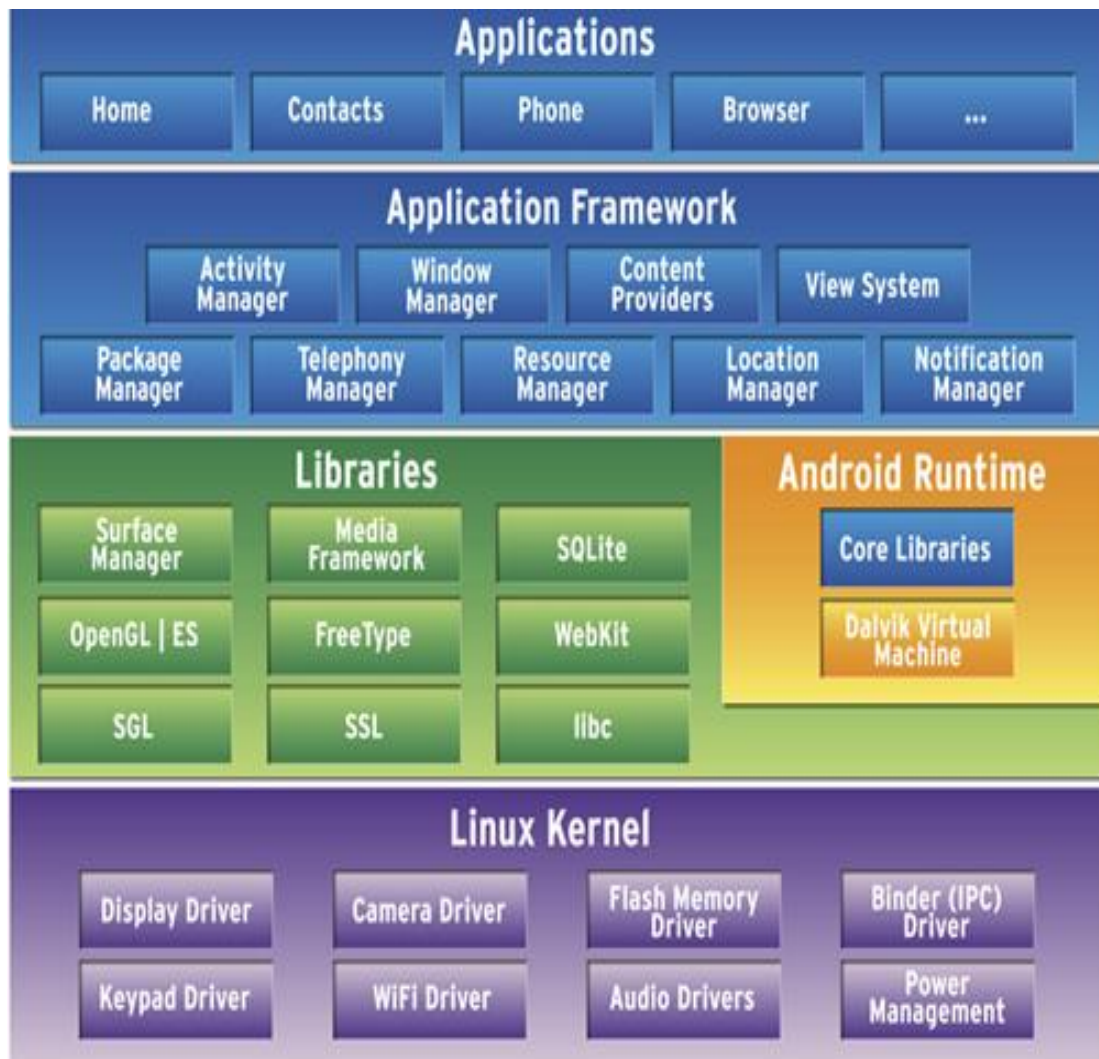 Applications
Home
Contacts
Phone
Browser
...
Application Framework
Activity
Manager
Window
Manager
Content
Providers
View System
Package
Manager
Telephony
Manager
Resource
Manager
Location
Manager
Notification
Manager
Libraries
Surface
Manager
Media
Framework
SQLite
OpenGL | ES
FreeType
WebKit
SGL
SSL
libc
Android Runtime
Core Libraries
Dalvik Virtual
Machine
Linux Kernel
Display Driver
Camera Driver
Flash Memory
Driver
Binder (IPC)
Driver
Keypad Driver
WiFi Driver
Audio Drivers
Power
Management